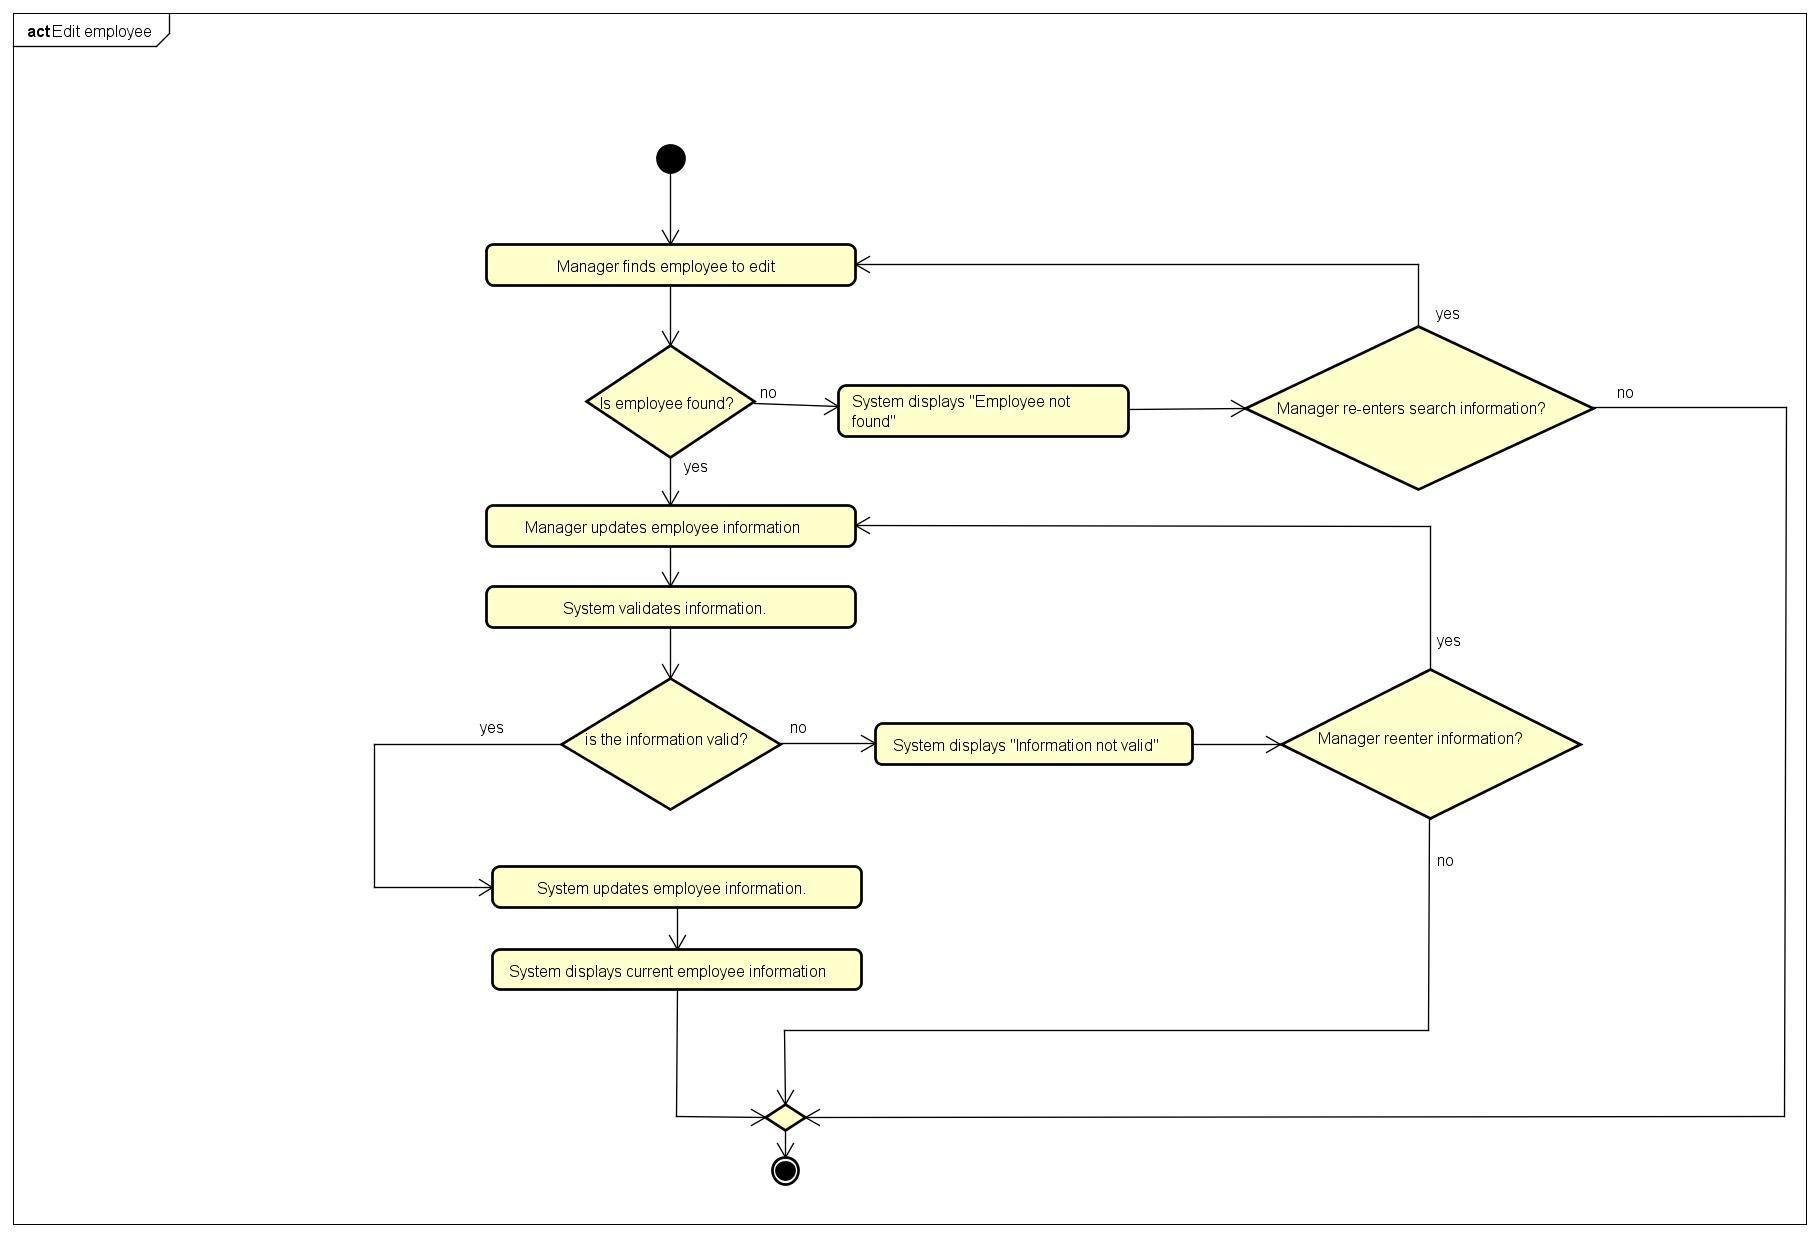 act Edit employee
Manager finds employee to edit
yes
Is employee found?
no
System displays "Employee not
found"
Manager re-enters search information?
no
yes
Manager updates employee information
System validates information.
yes
yes
is the information valid?
no
System displays "Information not valid"
Manager reenter information?
no
System updates employee information.
System displays current employee information